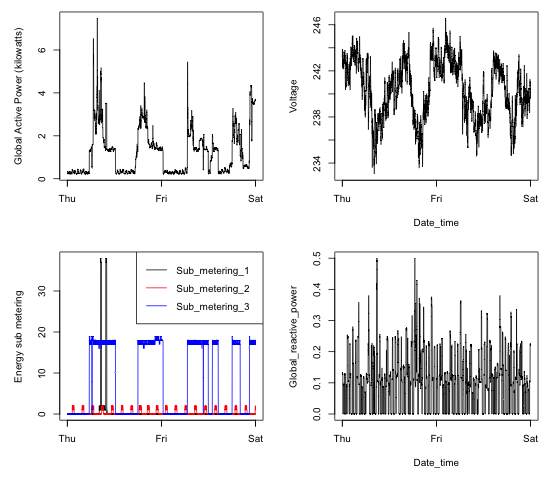 Global Active Power (kilowatts)
0 2 4 6
Thu Fri Sat
Voltage
234 238 242 246
Thu Fri Sat
Date_time
Energy sub metering
0 10 20 30
Sub_metering_1
Sub_metering_2
Sub_metering_3
Thu Fri Sat
Global_reactive_power
0.0 0.1 0.2 0.3 0.4 0.5
Thu Fri Sat
Date_time